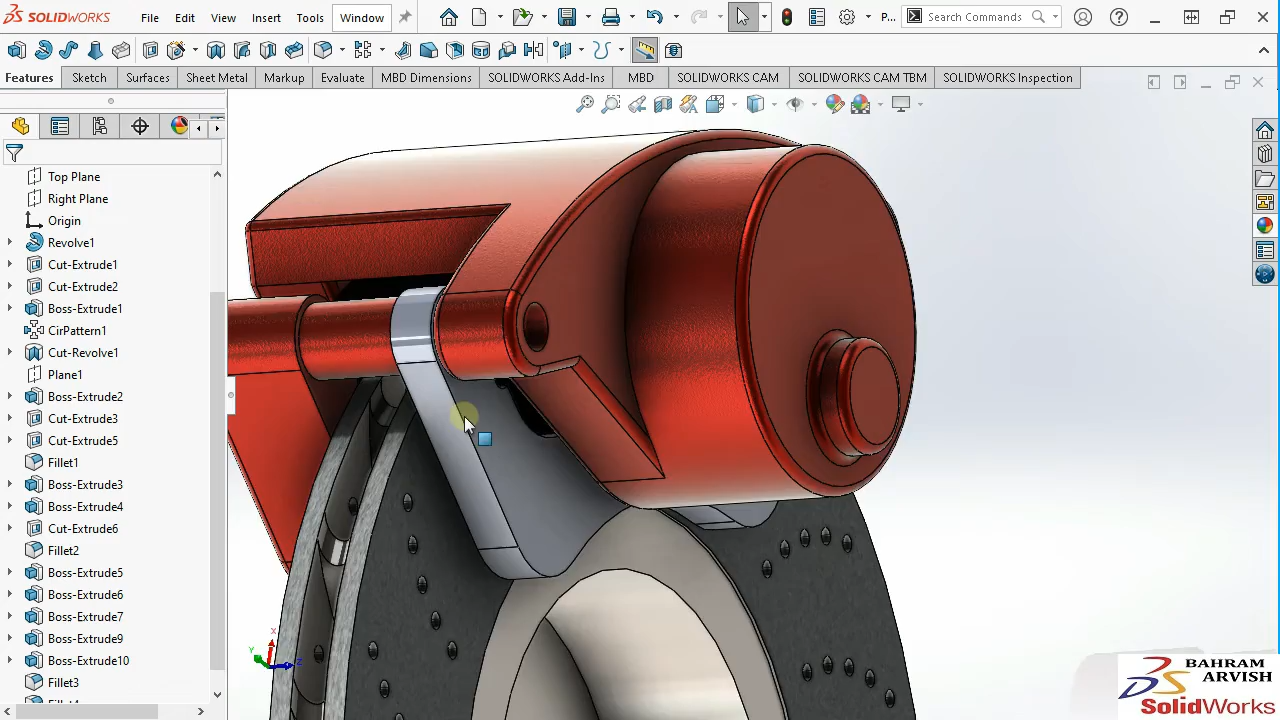 SOLIDWORKS File Edit View Insert Tools Window P... Search Commands
Features Sketch Surfaces Sheet Metal Markup Evaluate MBD Dimensions SOLIDWORKS Add-Ins MBD SOLIDWORKS CAM SOLIDWORKS CAM TBM SOLIDWORKS Inspection
Top Plane
Right Plane
Origin
Revolve1
Cut-Extrude1
Cut-Extrude2
Boss-Extrude1
CirPattern1
Cut-Revolve1
Plane1
Boss-Extrude2
Cut-Extrude3
Cut-Extrude5
Fillet1
Boss-Extrude3
Boss-Extrude4
Cut-Extrude6
Fillet2
Boss-Extrude5
Boss-Extrude6
Boss-Extrude7
Boss-Extrude9
Boss-Extrude10
Fillet3
X
Y
Z
BAHRAM
ARVISH
SolidWorks